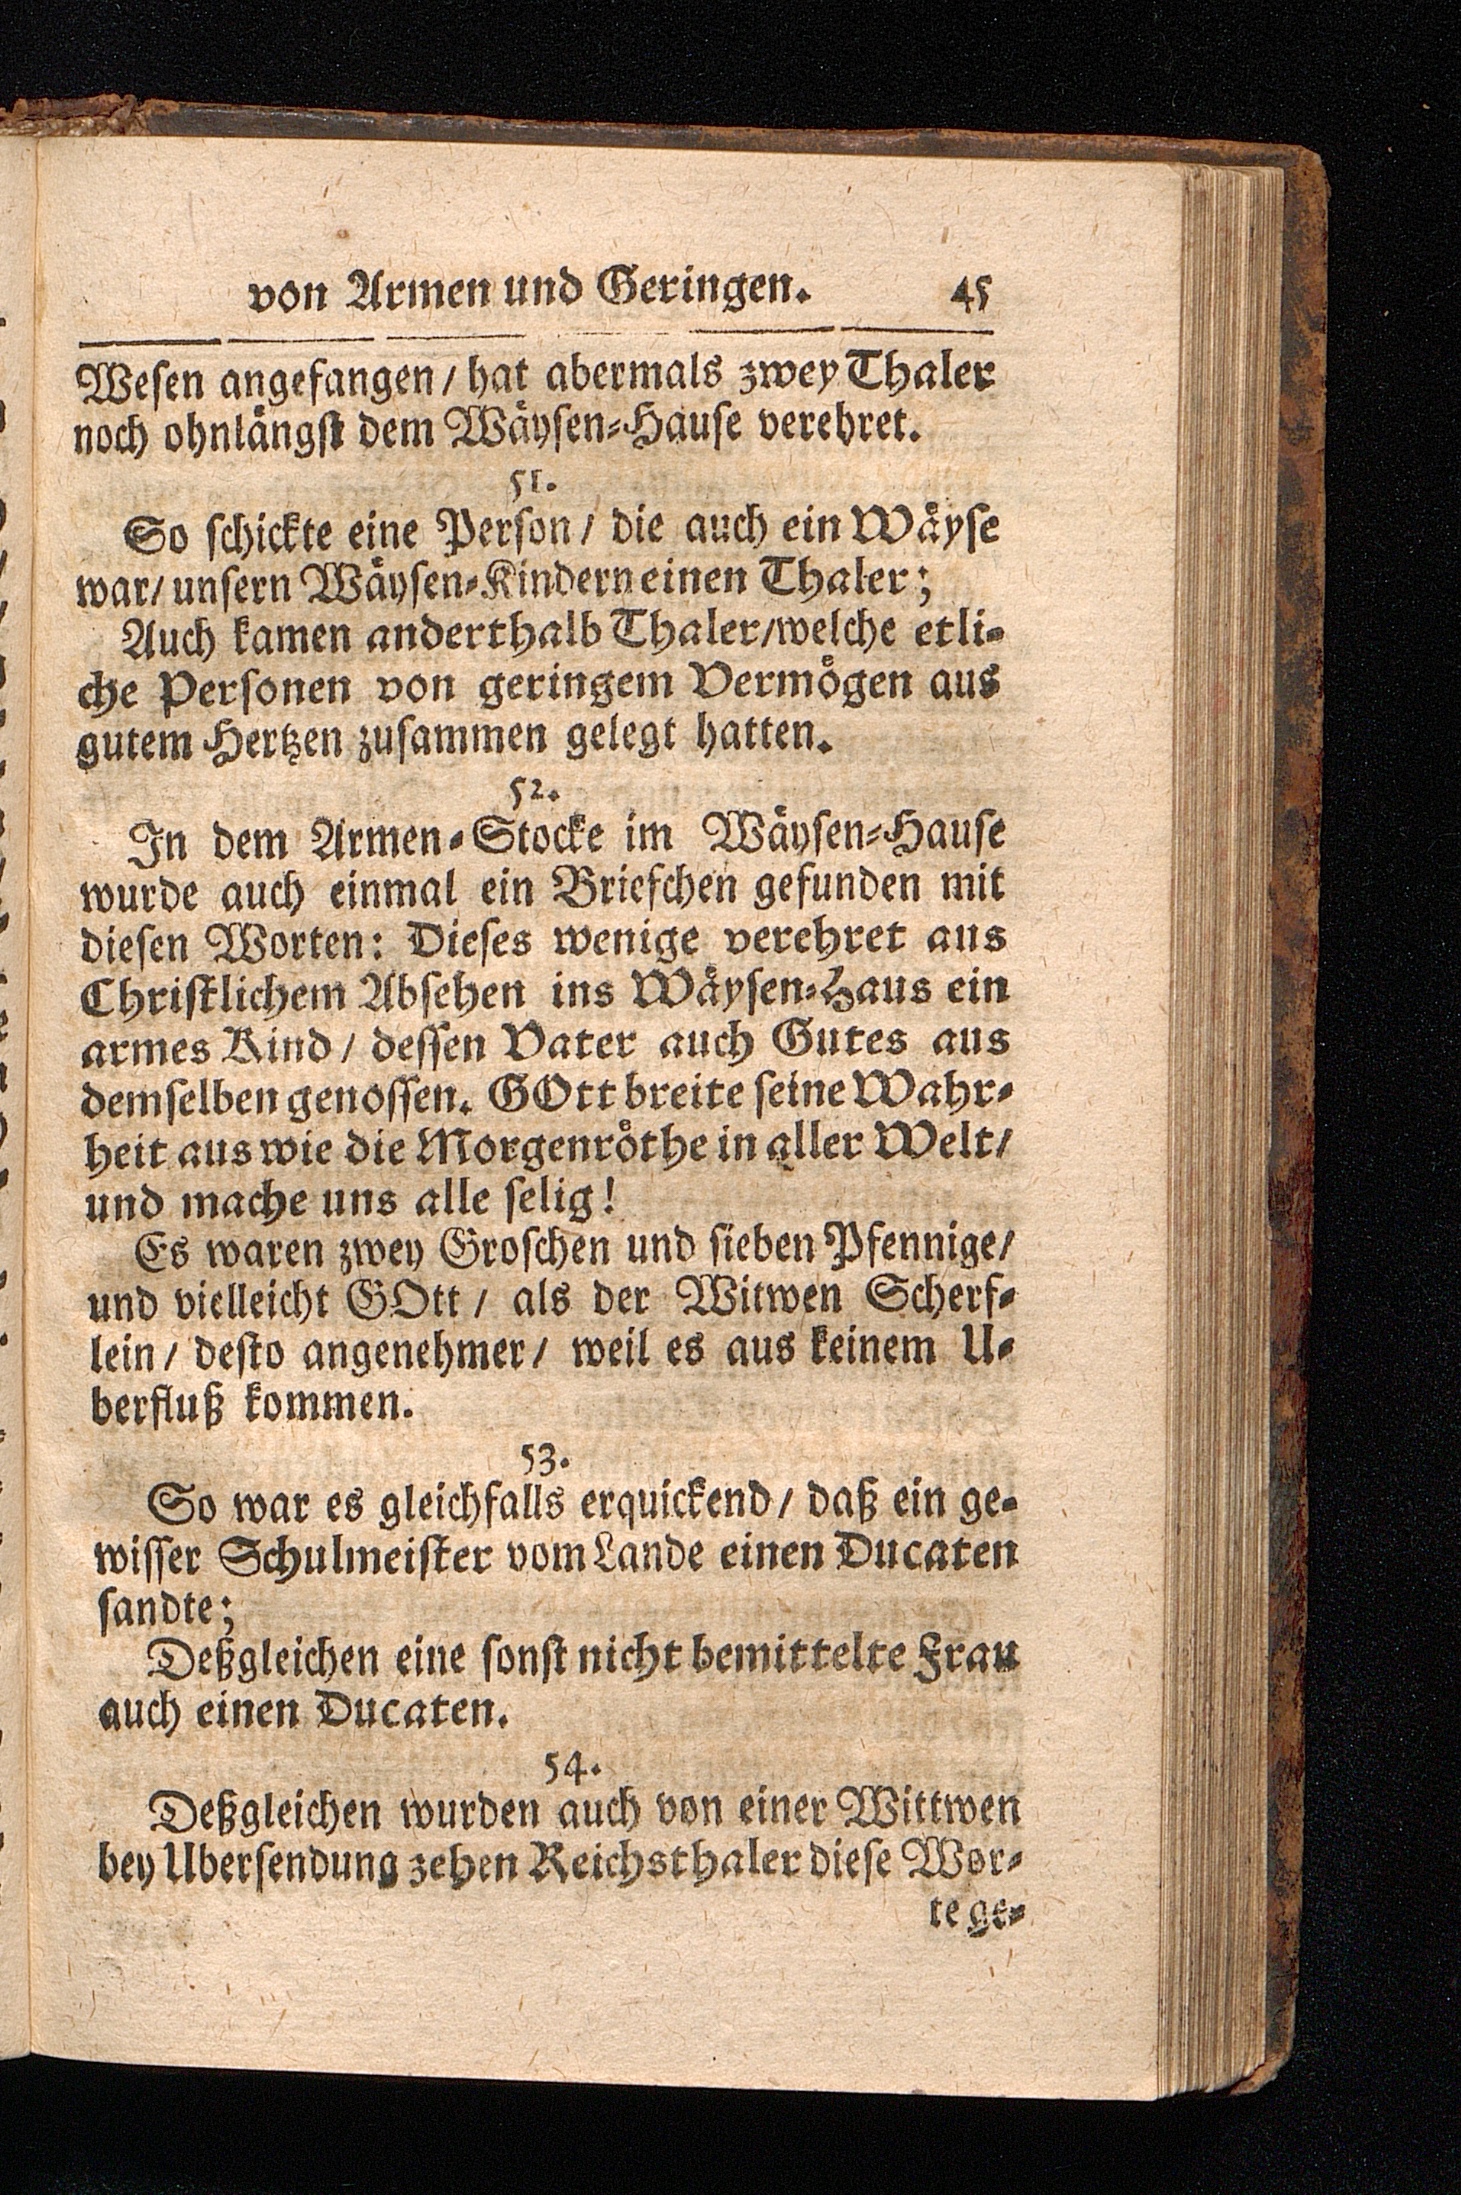 von Armen und Geringen. 45
Wesen angefangen / hat abermals zwey Thaler
noch ohnlängst dem Wäysen-Hause verehret.
51.
So schickte eine Person / die auch ein Wäyse
war / unsern Wäysen-Kindern einen Thaler;
Auch kamen anderthalb Thaler / welche etli-
che Personen von geringem Vermögen aus
gutem Hertzen zusammen gelegt hatten.
52.
In dem Armen-Stocke im Wäysen-Hause
wurde auch einmal ein Briefchen gefunden mit
diesen Worten: Dieses wenige verehret aus
Christlichem Absehen ins Wäysen-Haus ein
armes Kind / dessen Vater auch Gutes aus
demselben genossen. GOtt breite seine Wahr-
heit aus wie die Morgenröthe in aller Welt /
und mache uns alle selig!
Es waren zwey Groschen und sieben Pfennige /
und vielleicht GOtt / als der Witwen Scherf-
lein / desto angenehmer / weil es aus keinem U-
berfluß kommen.
53.
So war es gleichfalls erquickend / daß ein ge-
wisser Schulmeister vom Lande einen Ducaten
sandte;
Deßgleichen eine sonst nicht bemittelte Frau
auch einen Ducaten.
54.
Deßgleichen wurden auch von einer Wittwen
bey Ubersendung zehen Reichsthaler diese Wor-
te ge-